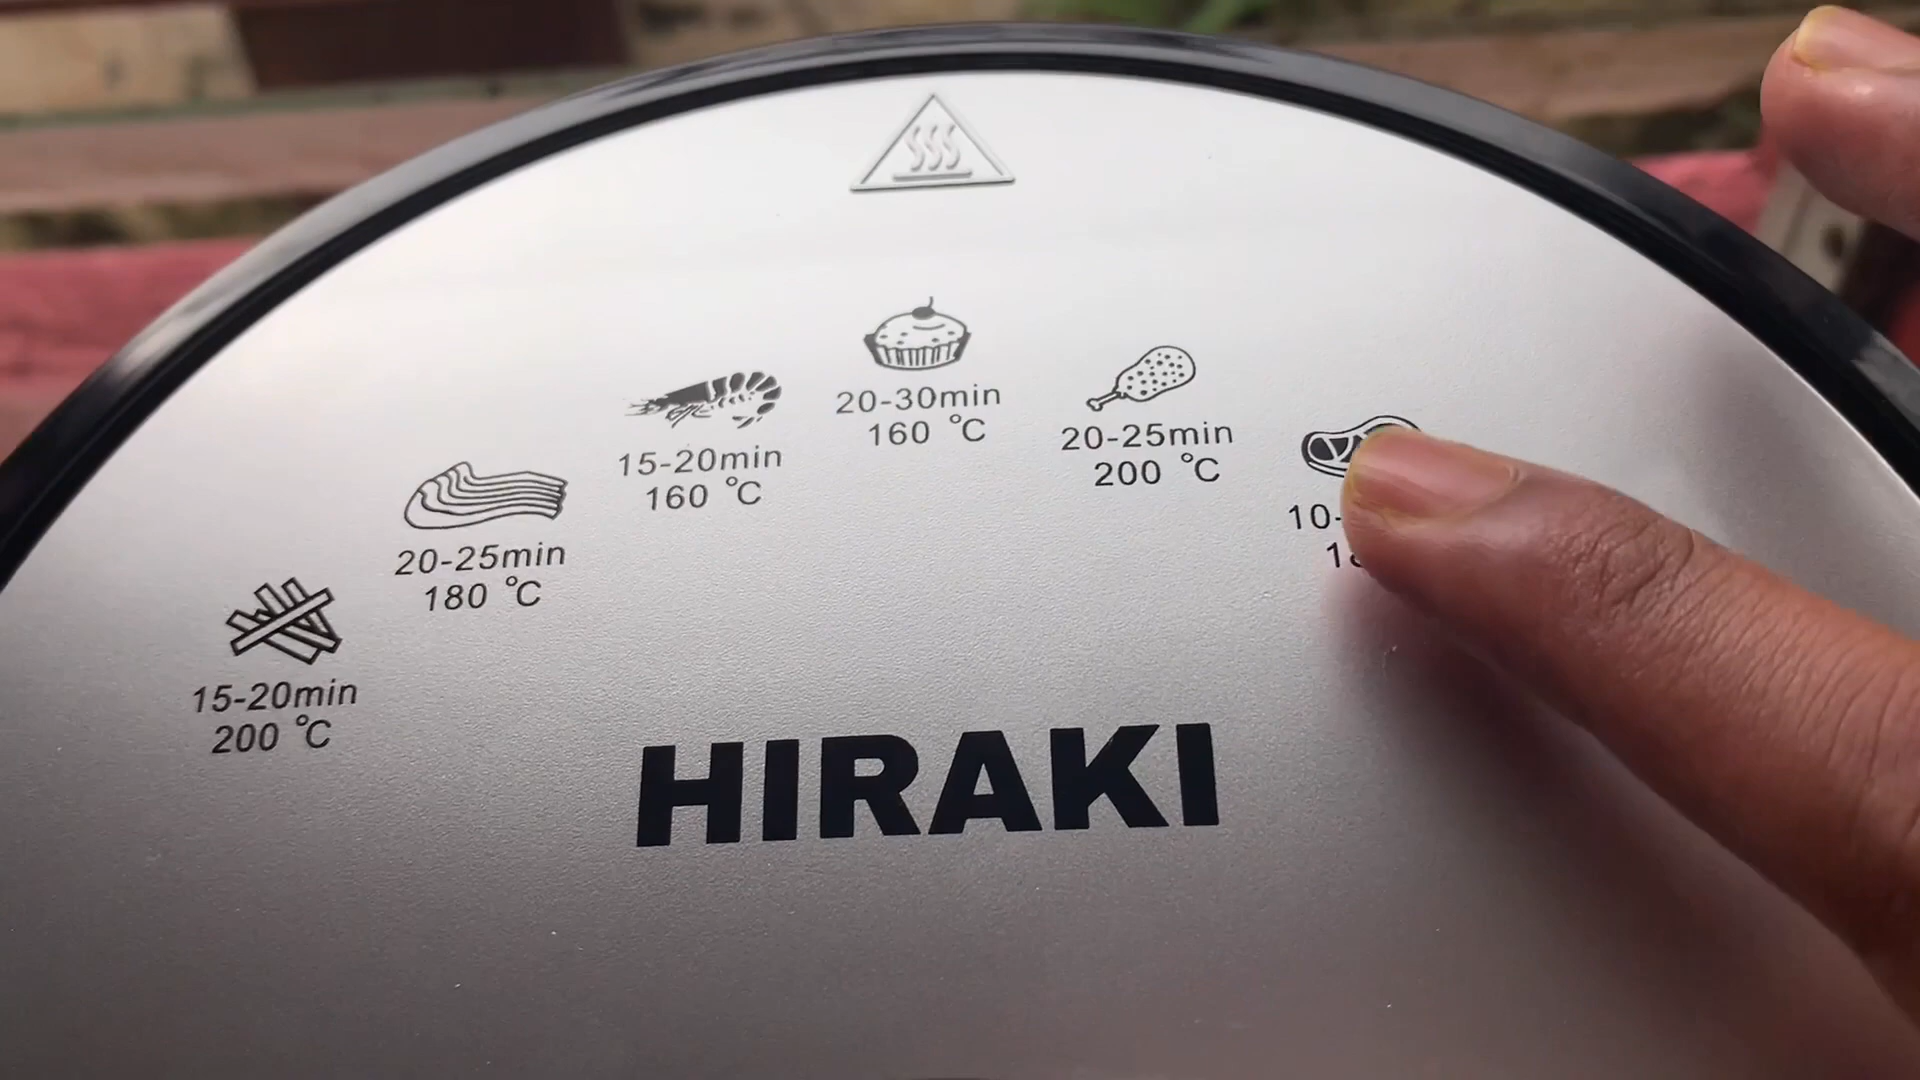 20-30min
160 °C
15-20min
160 °C
20-25min
200 °C
20-25min
180 °C
10-
15-20min
200 °C
HIRAKI